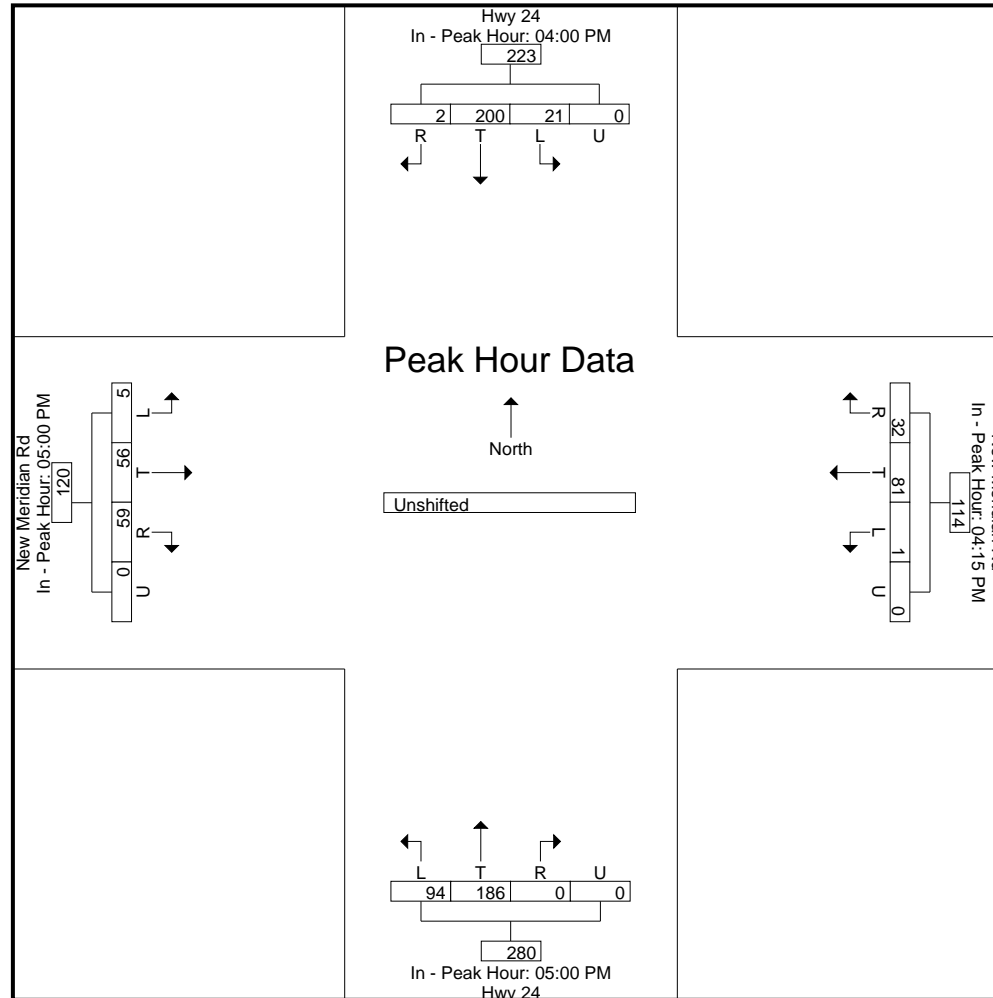 Hwy 24
In - Peak Hour: 04:00 PM
223
2 200 21 0
R T L U
Peak Hour Data
North
Unshifted
New Meridian Rd
In - Peak Hour: 05:00 PM
120
5 56 59 0
L T R U
In - Peak Hour: 04:15 PM
114
32 81 1 0
R T L U
L T R U
94 186 0 0
280
In - Peak Hour: 05:00 PM
Hwy 24